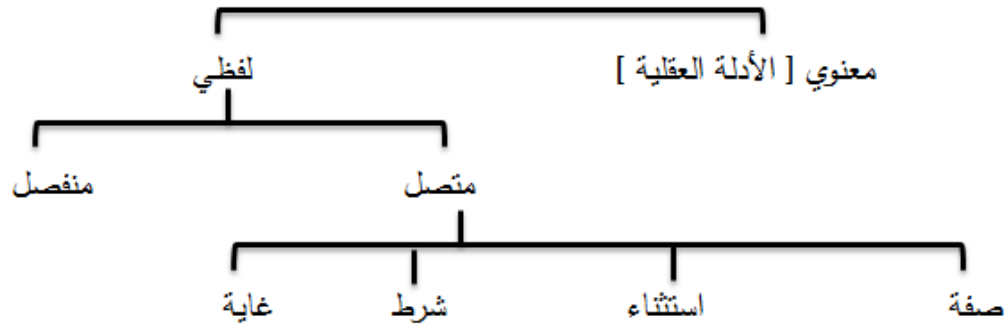 معنوي [ الأدلة العقلية ]
لفظي
متصل
منفصل
صفة
استثناء
شرط
غاية